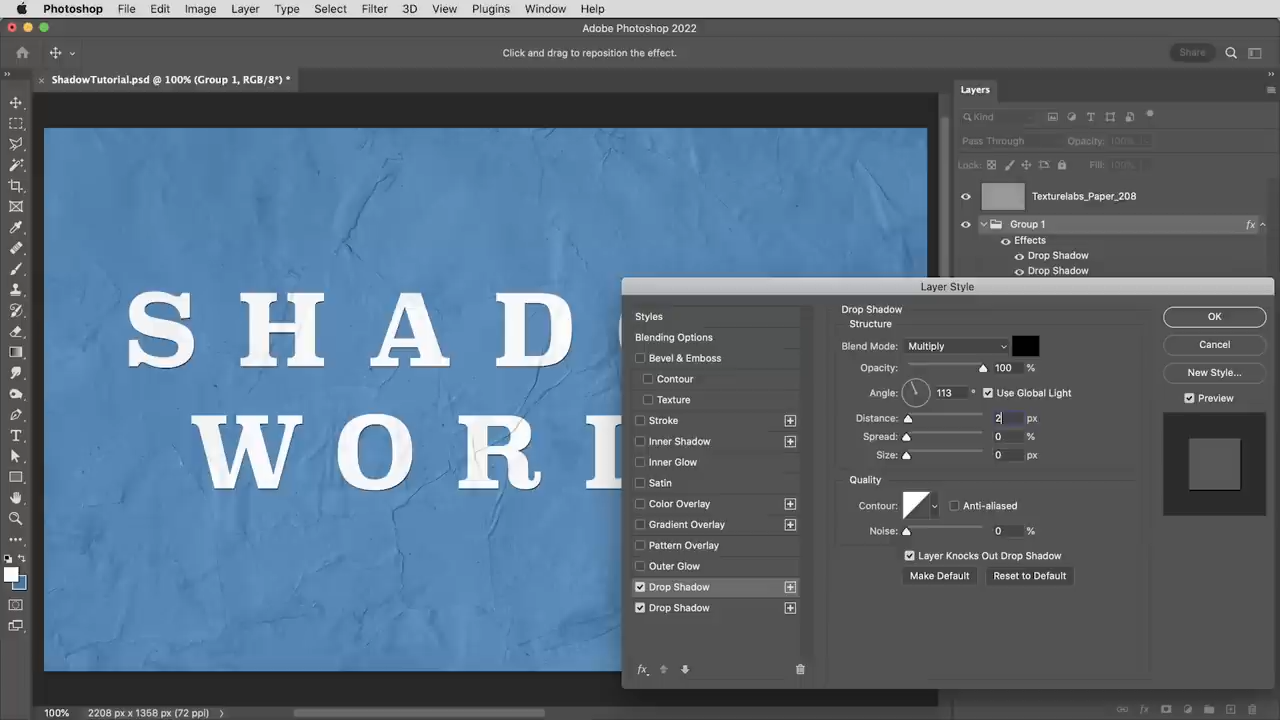 Photoshop File Edit Image Layer Type Select Filter 3D View Plugins Window Help
Adobe Photoshop 2022
Click and drag to reposition the effect.
Share
ShadowTutorial.psd @ 100% (Group 1, RGB/8*) *
Layers
Kind
Pass Through Opacity: 100%
Lock: Fill: 100%
Texturelabs_Paper_208
Group 1 fx
Effects
Drop Shadow
Drop Shadow
SHAD
WOR
Layer Style
Styles
Blending Options
Bevel & Emboss
Contour
Texture
Stroke
Inner Shadow
Inner Glow
Satin
Color Overlay
Gradient Overlay
Pattern Overlay
Outer Glow
Drop Shadow
Drop Shadow
fx
Drop Shadow
Structure
Blend Mode: Multiply
Opacity: 100 %
Angle: 113 ° Use Global Light
Distance: 2 px
Spread: 0 %
Size: 0 px
Quality
Contour: Anti-aliased
Noise: 0 %
Layer Knocks Out Drop Shadow
Make Default Reset to Default
OK
Cancel
New Style...
Preview
100% 2208 px x 1358 px (72 ppi)
fx